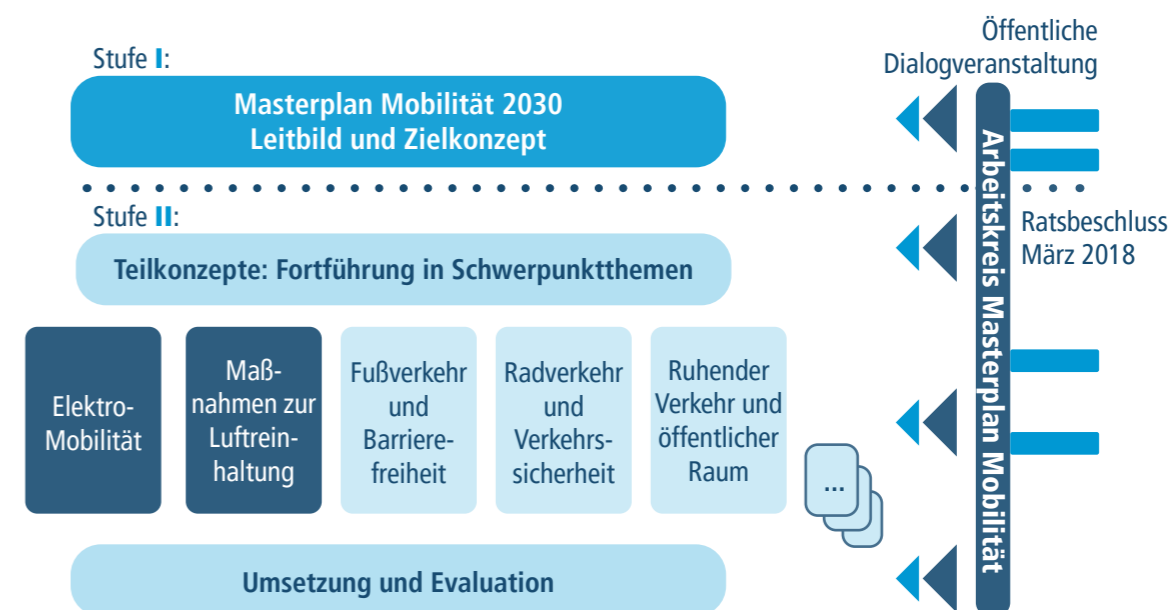 Stufe I:
Masterplan Mobilität 2030
Leitbild und Zielkonzept
Öffentliche
Dialogveranstaltung
Stufe II:
Teilkonzepte: Fortführung in Schwerpunktthemen
Ratsbeschluss
März 2018
Arbeitskreis Masterplan Mobilität
Elektro-
Mobilität
Maß-
nahmen zur
Luftrein-
haltung
Fußverkehr
und
Barriere-
freiheit
Radverkehr
und
Verkehrs-
sicherheit
Ruhender
Verkehr und
öffentlicher
Raum
...
Umsetzung und Evaluation